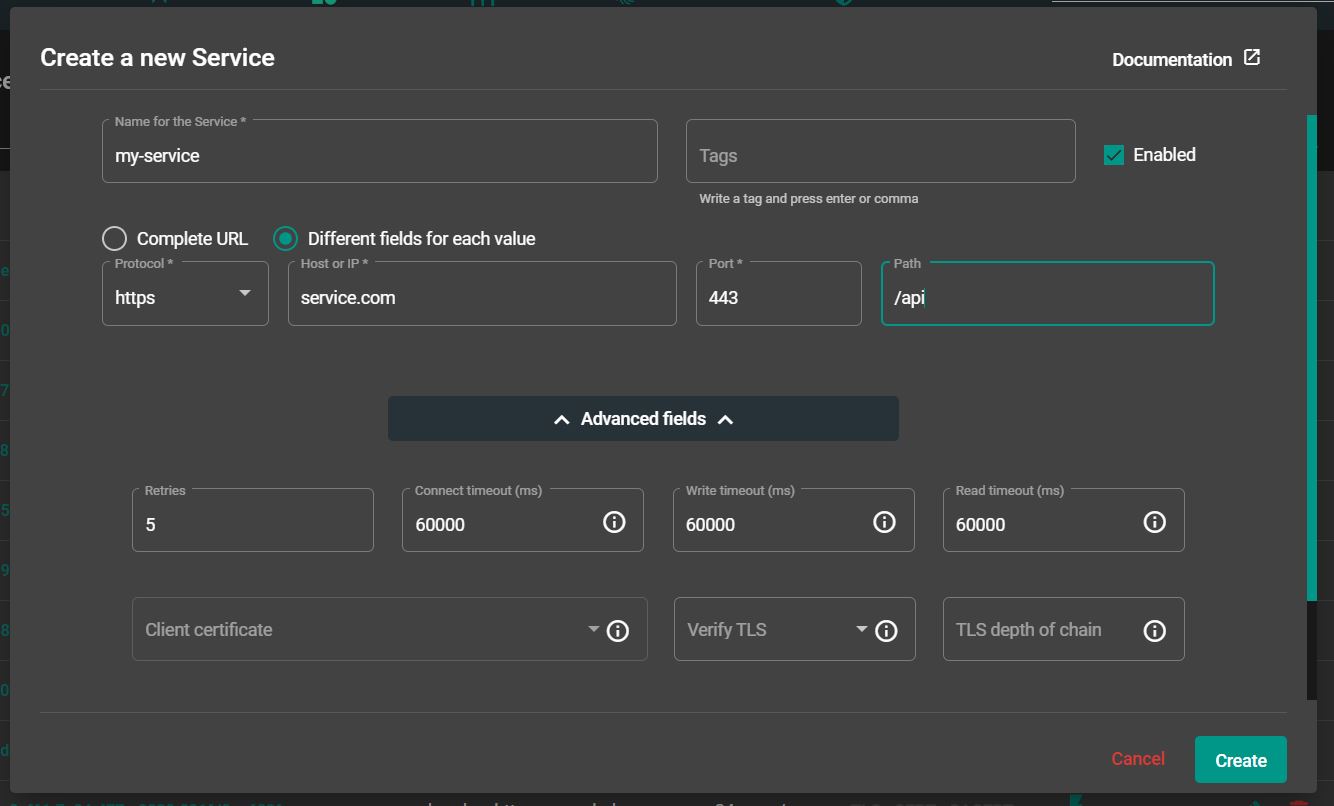 Create a new Service
Documentation
Name for the Service *
my-service
Tags
Enabled
Write a tag and press enter or comma
Complete URL
Different fields for each value
Protocol *
https
Host or IP *
service.com
Port *
443
Path
/api
Advanced fields
Retries
5
Connect timeout (ms)
60000
Write timeout (ms)
60000
Read timeout (ms)
60000
Client certificate
Verify TLS
TLS depth of chain
Cancel
Create